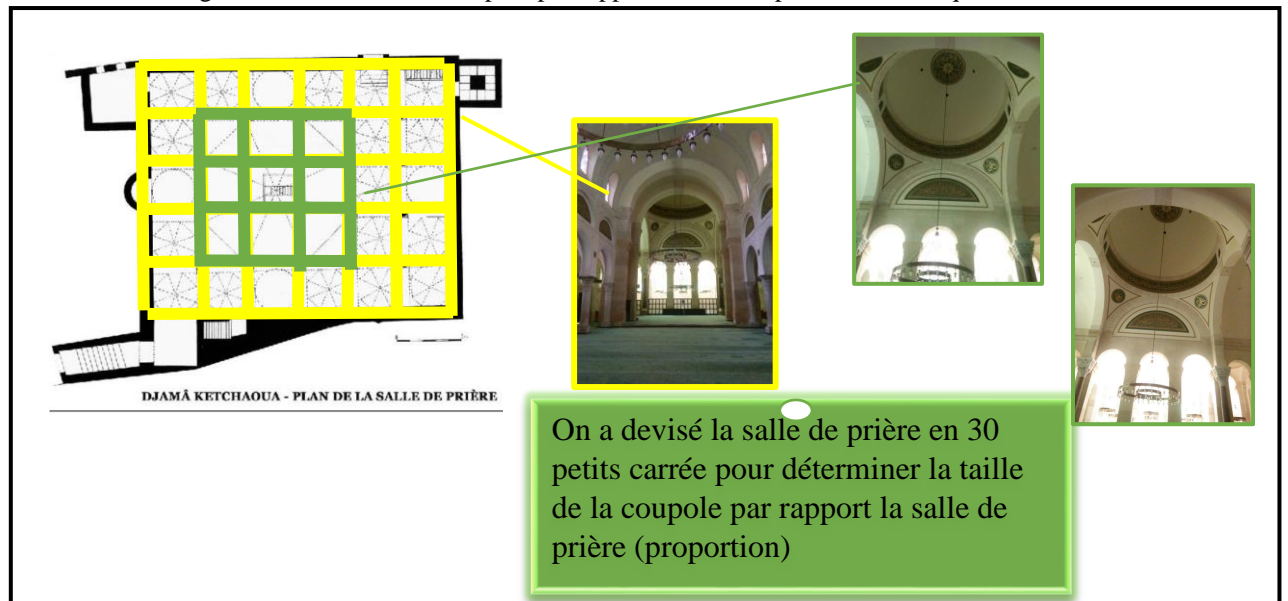 DJAMÂ KETCHAOUA - PLAN DE LA SALLE DE PRIÈRE
On a devisé la salle de prière en 30
petits carrée pour déterminer la taille
de la coupole par rapport la salle de
prière (proportion)